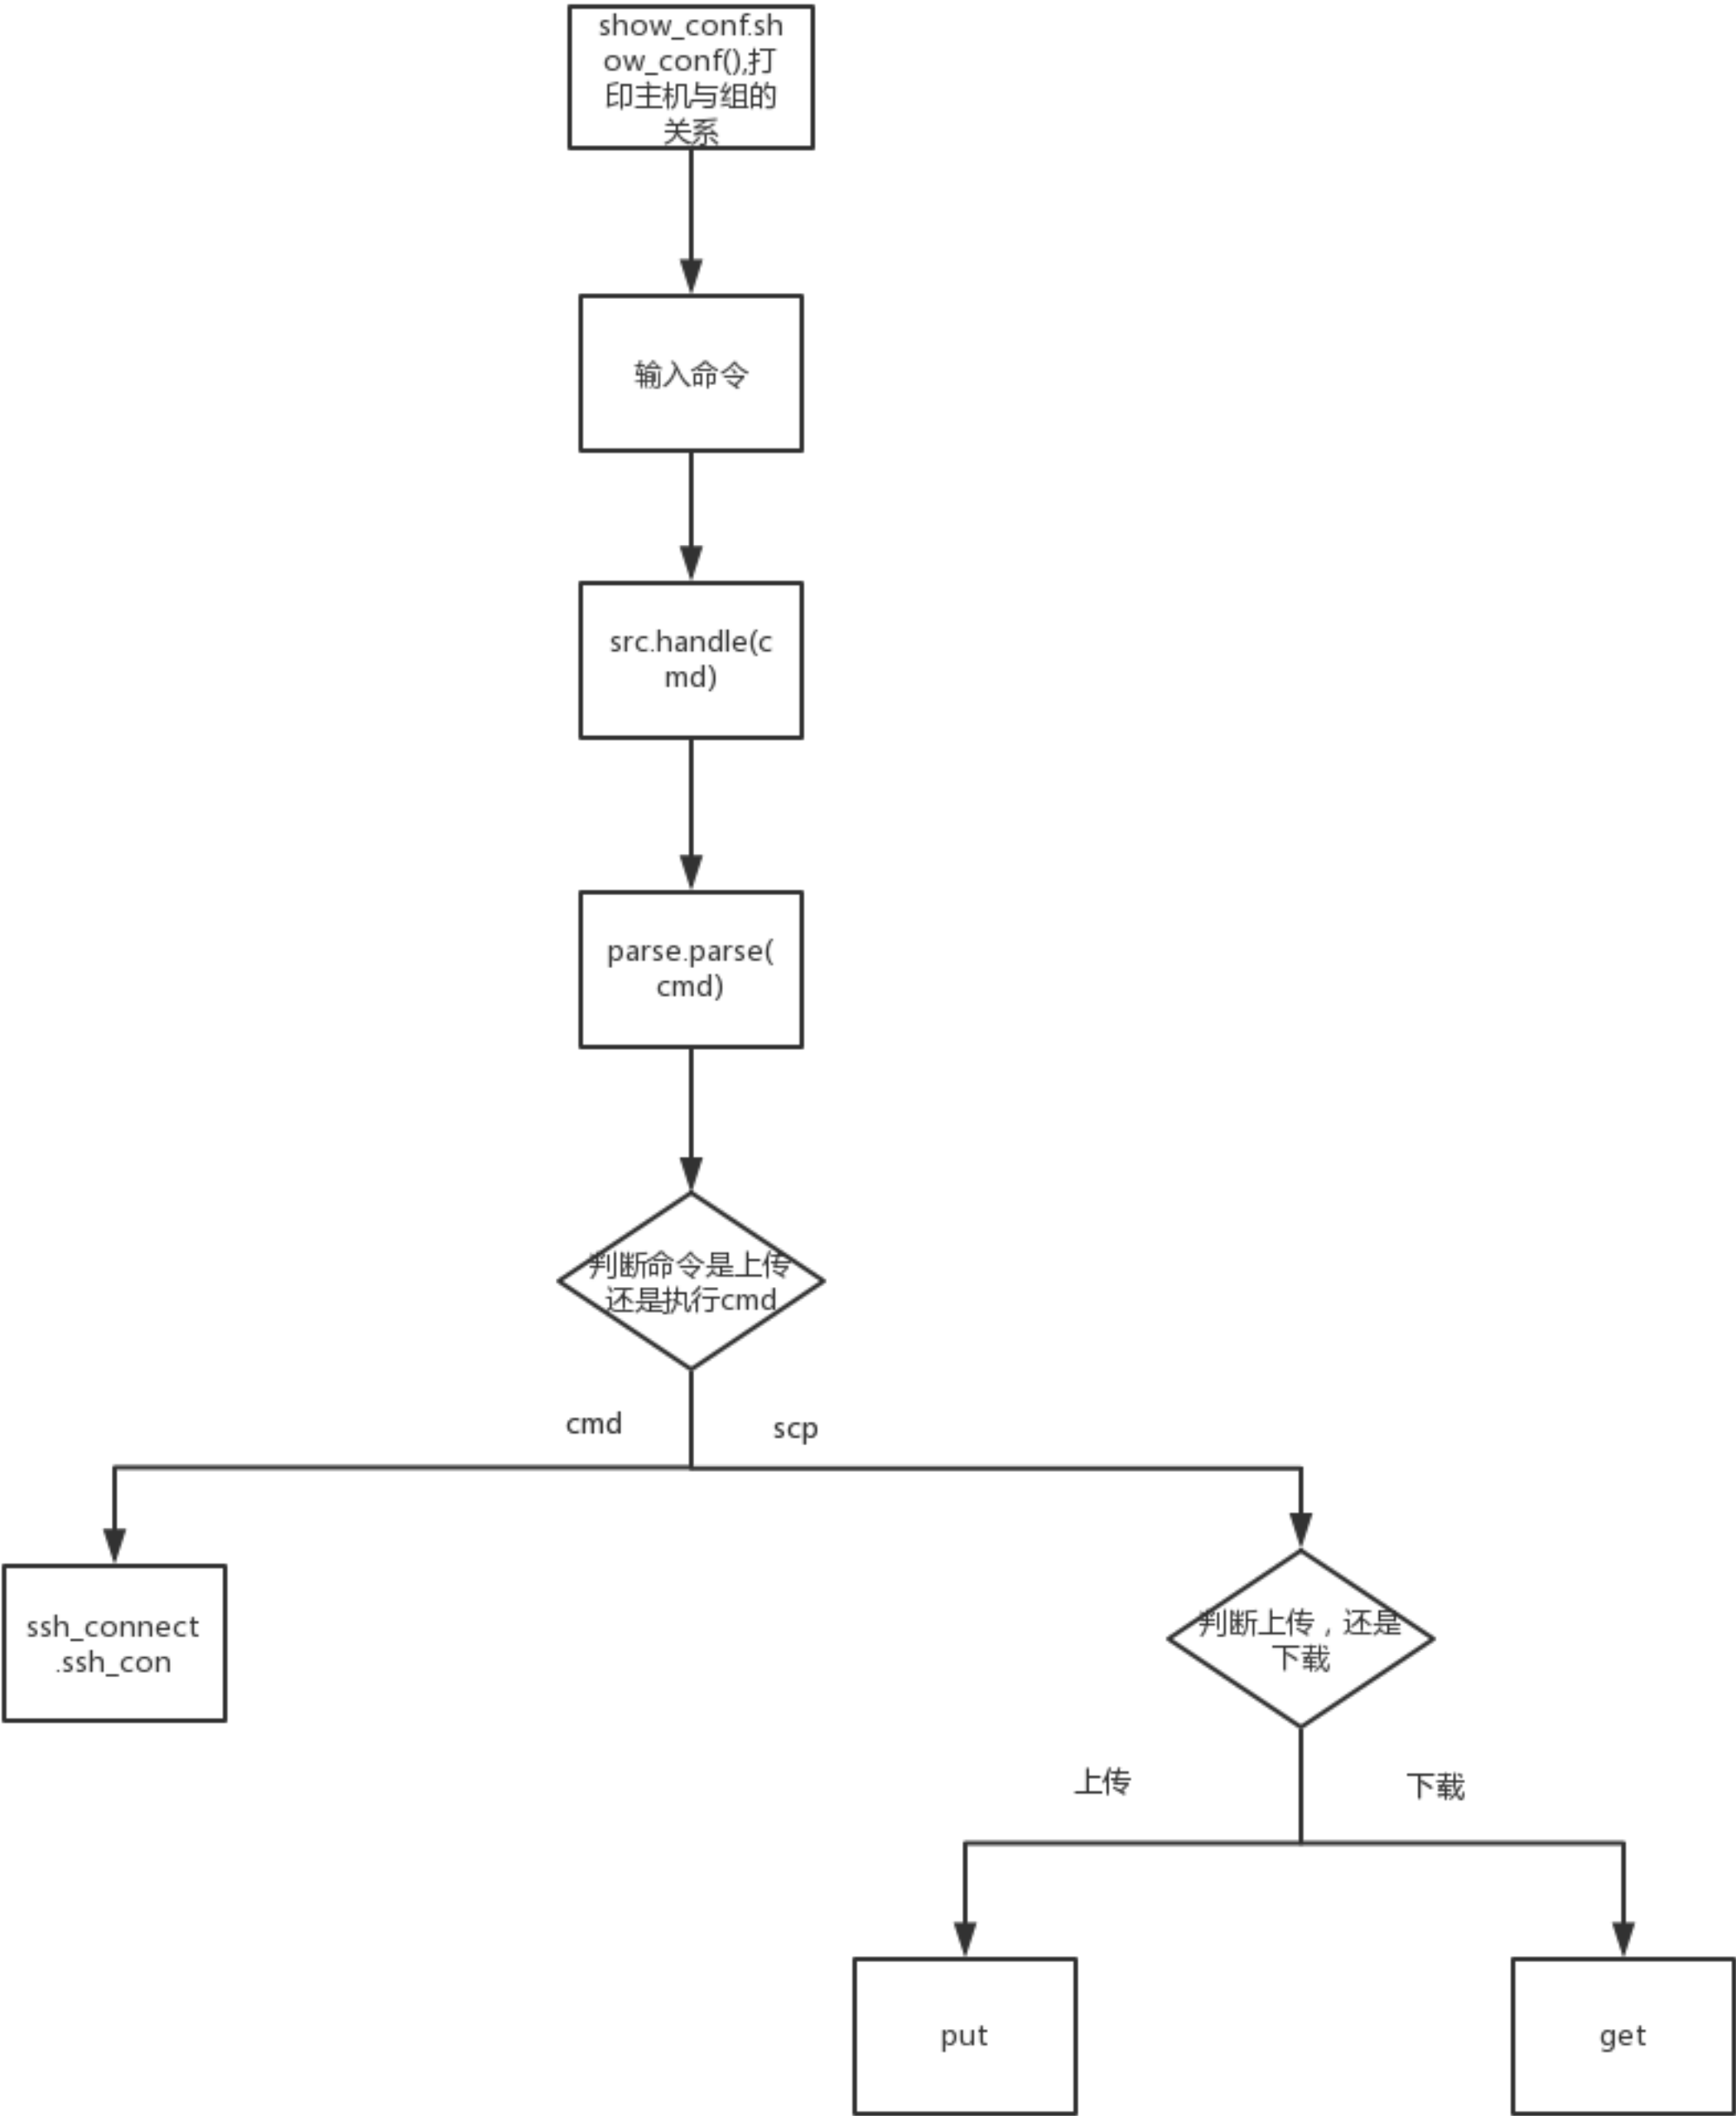 show_conf.sh
ow_conf(),打
印主机与组的
关系
输入命令
src.handle(c
md)
parse.parse(
cmd)
判断命令是上传
还是执行cmd
cmd
scp
ssh_connect
.ssh_con
判断上传，还是
下载
上传
下载
put
get